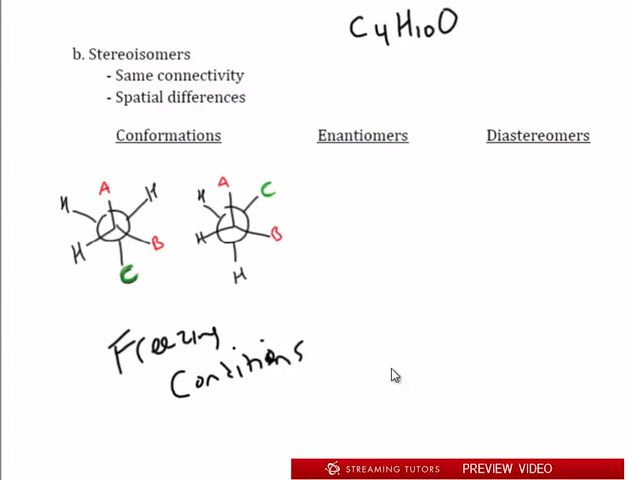 C4H10O
b. Stereoisomers
- Same connectivity
- Spatial differences
Conformations Enantiomers Diastereomers
A H H H B C
A C H H B H
Freezing
Conditions
STREAMING TUTORS PREVIEW VIDEO